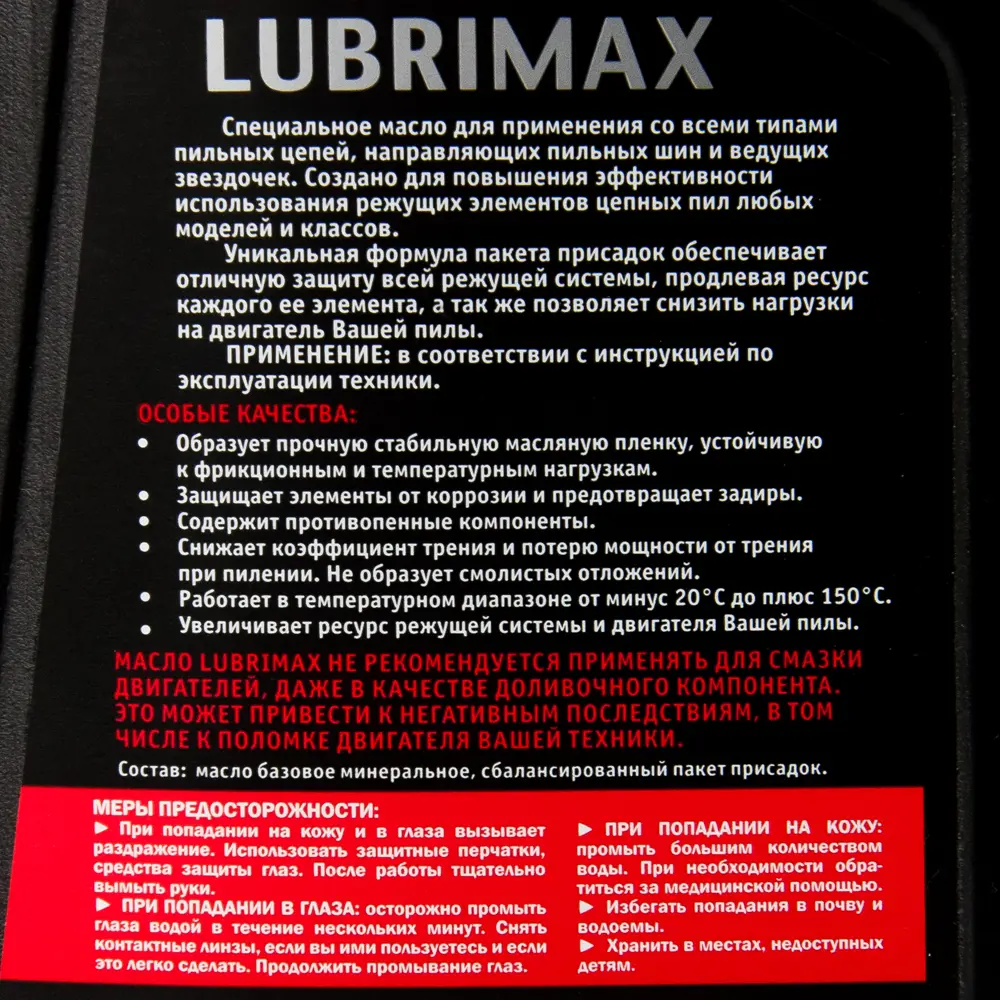 LUBRIMAX
Специальное масло для применения со всеми типами
пильных цепей, направляющих пильных шин и ведущих
звездочек. Создано для повышения эффективности
использования режущих элементов цепных пил любых
моделей и классов.
Уникальная формула пакета присадок обеспечивает
отличную защиту всей режущей системы, продлевая ресурс
каждого ее элемента, а так же позволяет снизить нагрузки
на двигатель Вашей пилы.
ПРИМЕНЕНИЕ: в соответствии с инструкцией по
эксплуатации техники.
ОСОБЫЕ КАЧЕСТВА:
• Образует прочную стабильную масляную пленку, устойчивую
к фрикционным и температурным нагрузкам.
• Защищает элементы от коррозии и предотвращает задиры.
• Содержит противопенные компоненты.
• Снижает коэффициент трения и потерю мощности от трения
при пилении. Не образует смолистых отложений.
• Работает в температурном диапазоне от минус 20°С до плюс 150°С.
• Увеличивает ресурс режущей системы и двигателя Вашей пилы.
МАСЛО LUBRIMAX НЕ РЕКОМЕНДУЕТСЯ ПРИМЕНЯТЬ ДЛЯ СМАЗКИ
ДВИГАТЕЛЕЙ, ДАЖЕ В КАЧЕСТВЕ ДОЛИВОЧНОГО КОМПОНЕНТА.
ЭТО МОЖЕТ ПРИВЕСТИ К НЕГАТИВНЫМ ПОСЛЕДСТВИЯМ, В ТОМ
ЧИСЛЕ К ПОЛОМКЕ ДВИГАТЕЛЯ ВАШЕЙ ТЕХНИКИ.
Состав: масло базовое минеральное, сбалансированный пакет присадок.
МЕРЫ ПРЕДОСТОРОЖНОСТИ:
► При попадании на кожу и в глаза вызывает
раздражение. Использовать защитные перчатки,
средства защиты глаз. После работы тщательно
вымыть руки.
► ПРИ ПОПАДАНИИ В ГЛАЗА: осторожно промыть
глаза водой в течение нескольких минут. Снять
контактные линзы, если вы ими пользуетесь и если
это легко сделать. Продолжить промывание глаз.
► ПРИ ПОПАДАНИИ НА КОЖУ:
промыть большим количеством
воды. При необходимости обра-
титься за медицинской помощью.
► Избегать попадания в почву и
водоемы.
► Хранить в местах, недоступных
детям.